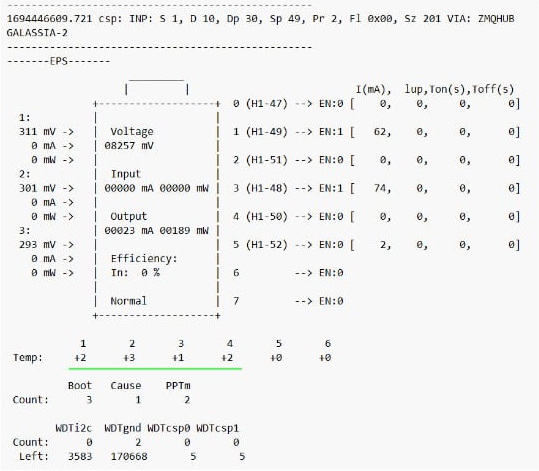 1694446609.721 csp: INP: S 1, D 10, Dp 30, Sp 49, Pr 2, Fl 0x00, Sz 201 VIA: ZMQHUB
GALASSIA-2
-------EPS-------
I(mA), lup,Ton(s),Toff(s)
0 (H1-47) --> EN:0 [ 0, 0, 0, 0]
1:
311 mV -> | Voltage | 1 (H1-49) --> EN:1 [ 62, 0, 0, 0]
0 mA -> | 08257 mV |
0 mW -> | | 2 (H1-51) --> EN:0 [ 0, 0, 0, 0]
2: | Input |
301 mV -> | 00000 mA 00000 mW | 3 (H1-48) --> EN:1 [ 74, 0, 0, 0]
0 mA -> | |
0 mW -> | Output | 4 (H1-50) --> EN:0 [ 0, 0, 0, 0]
3: | 00023 mA 00189 mW |
293 mV -> | | 5 (H1-52) --> EN:0 [ 2, 0, 0, 0]
0 mA -> | Efficiency: |
0 mW -> | In: 0 % | 6 --> EN:0
| Normal | 7 --> EN:0
1 2 3 4 5 6
Temp: +2 +3 +1 +2 +0 +0
Boot Cause PPTm
Count: 3 1 2
WDTi2c WDTgnd WDTcsp0 WDTcsp1
Count: 0 2 0 0
Left: 3583 170668 5 5